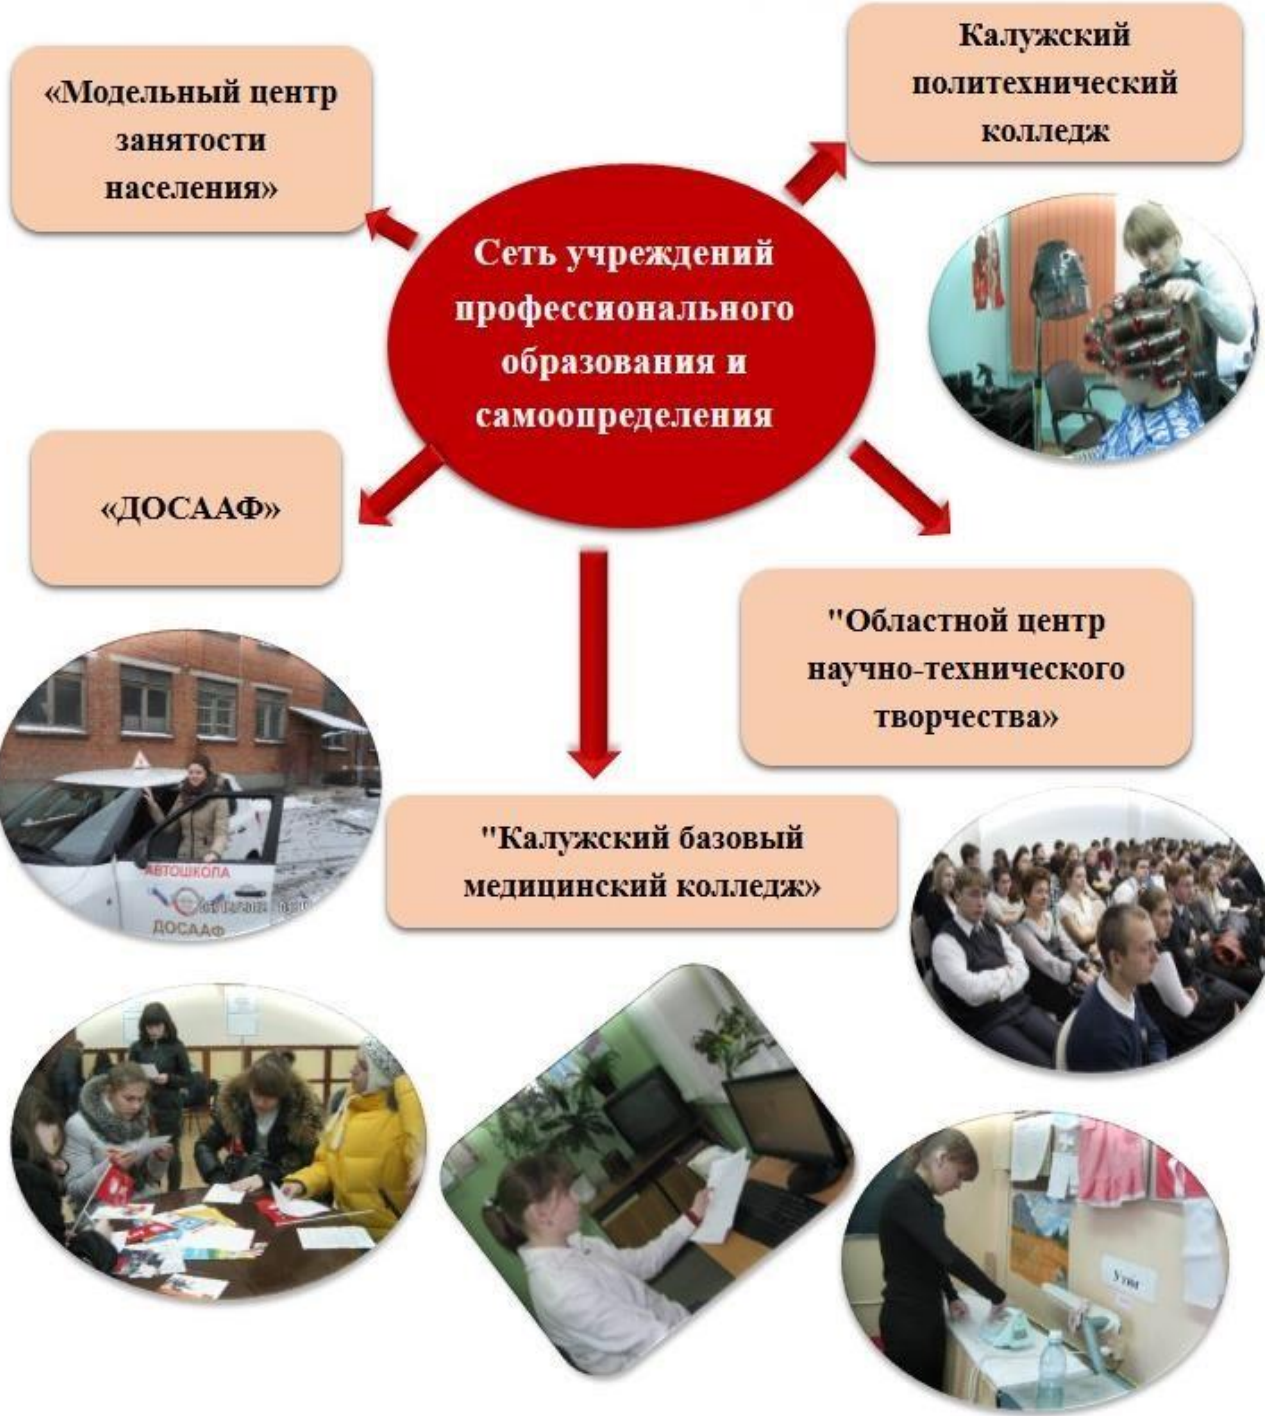 «Модельный центр
занятости
населения»
Калужский
политехнический
колледж
Сеть учреждений
профессионального
образования и
самоопределения
«ДОСААФ»
"Областной центр
научно-технического
творчества»
"Калужский базовый
медицинский колледж»
АВТОШКОЛА
ДОСААФ
Утюг